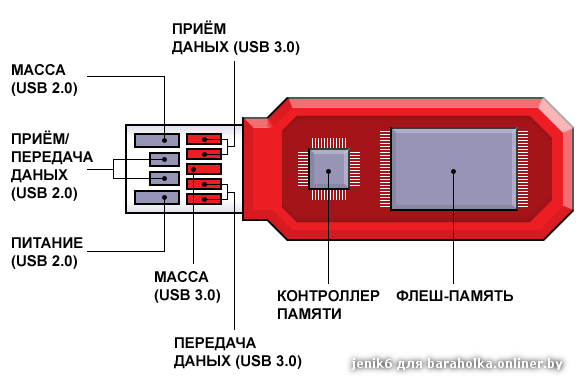 ПРИЁМ
ДАНЫХ (USB 3.0)
МАССА
(USB 2.0)
ПРИЁМ/
ПЕРЕДАЧА
ДАНЫХ
(USB 2.0)
ПИТАНИЕ
(USB 2.0)
МАССА
(USB 3.0)
КОНТРОЛЛЕР
ПАМЯТИ
ФЛЕШ-ПАМЯТЬ
ПЕРЕДАЧА
ДАНЫХ (USB 3.0)
jenik6 для baraholka.onliner.by